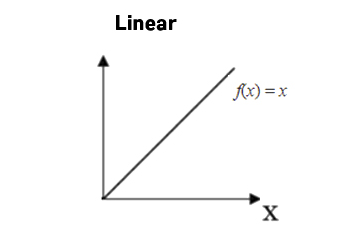 Linear
f(x) = x
X